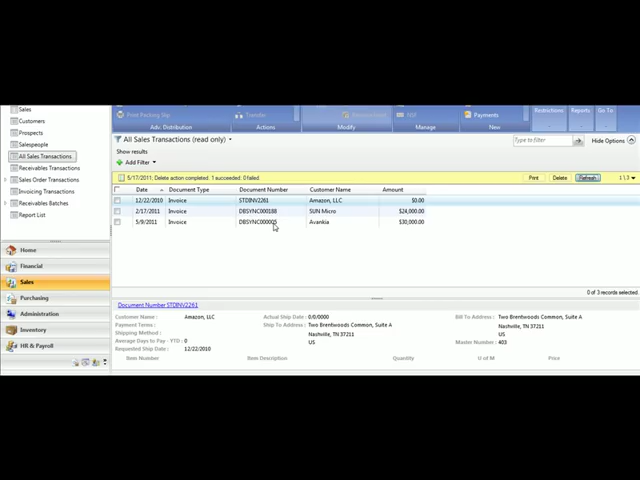 Sales
Customers
Prospects
Salespeople
All Sales Transactions
Receivables Transactions
Sales Order Transactions
Invoicing Transactions
Receivables Batches
Report List
Home
Financial
Sales
Purchasing
Administration
Inventory
HR & Payroll
Print Packing Slip
Transfer
NSF
Payments
Restrictions
Reports
Go To
Adv. Distribution
Actions
Modify
Manage
New
All Sales Transactions (read only)
Type to filter
Hide Options
Show results
Add Filter
5/17/2011: Delete action completed. 1 succeeded: 0 failed.
Print
Delete
Refresh
1 \ 3
Date
Document Type
Document Number
Customer Name
Amount
12/22/2010 Invoice STDINV2261 Amazon, LLC $0.00
2/17/2011 Invoice DBSYNC000188 SUN Micro $24,000.00
5/9/2011 Invoice DBSYNC000005 Avankia $30,000.00
0 of 3 records selected.
Document Number STDINV2261
Customer Name : Amazon, LLC
Payment Terms :
Shipping Method :
Average Days to Pay - YTD : 0
Requested Ship Date : 12/22/2010
Actual Ship Date : 0/0/0000
Ship To Address : Two Brentwoods Common, Suite A
Nashville, TN 37211
US
Bill To Address : Two Brentwoods Common, Suite A
Nashville, TN 37211
US
Master Number : 403
Item Number
Item Description
Quantity
U of M
Price